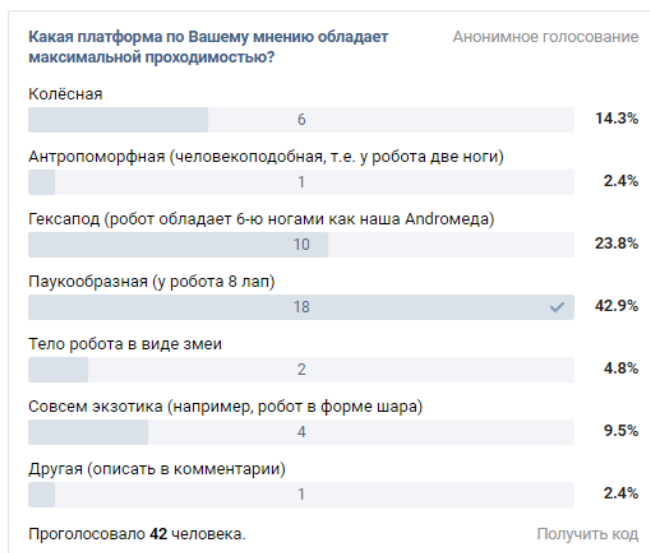 Какая платформа по Вашему мнению обладает
максимальной проходимостью?
Анонимное голосование
Колёсная
6
14.3%
Антропоморфная (человекоподобная, т.е. у робота две ноги)
1
2.4%
Гексапод (робот обладает 6-ю ногами как наша Andromеда)
10
23.8%
Паукообразная (у робота 8 лап)
18
42.9%
Тело робота в виде змеи
2
4.8%
Совсем экзотика (например, робот в форме шара)
4
9.5%
Другая (описать в комментарии)
1
2.4%
Проголосовало 42 человека.
Получить код